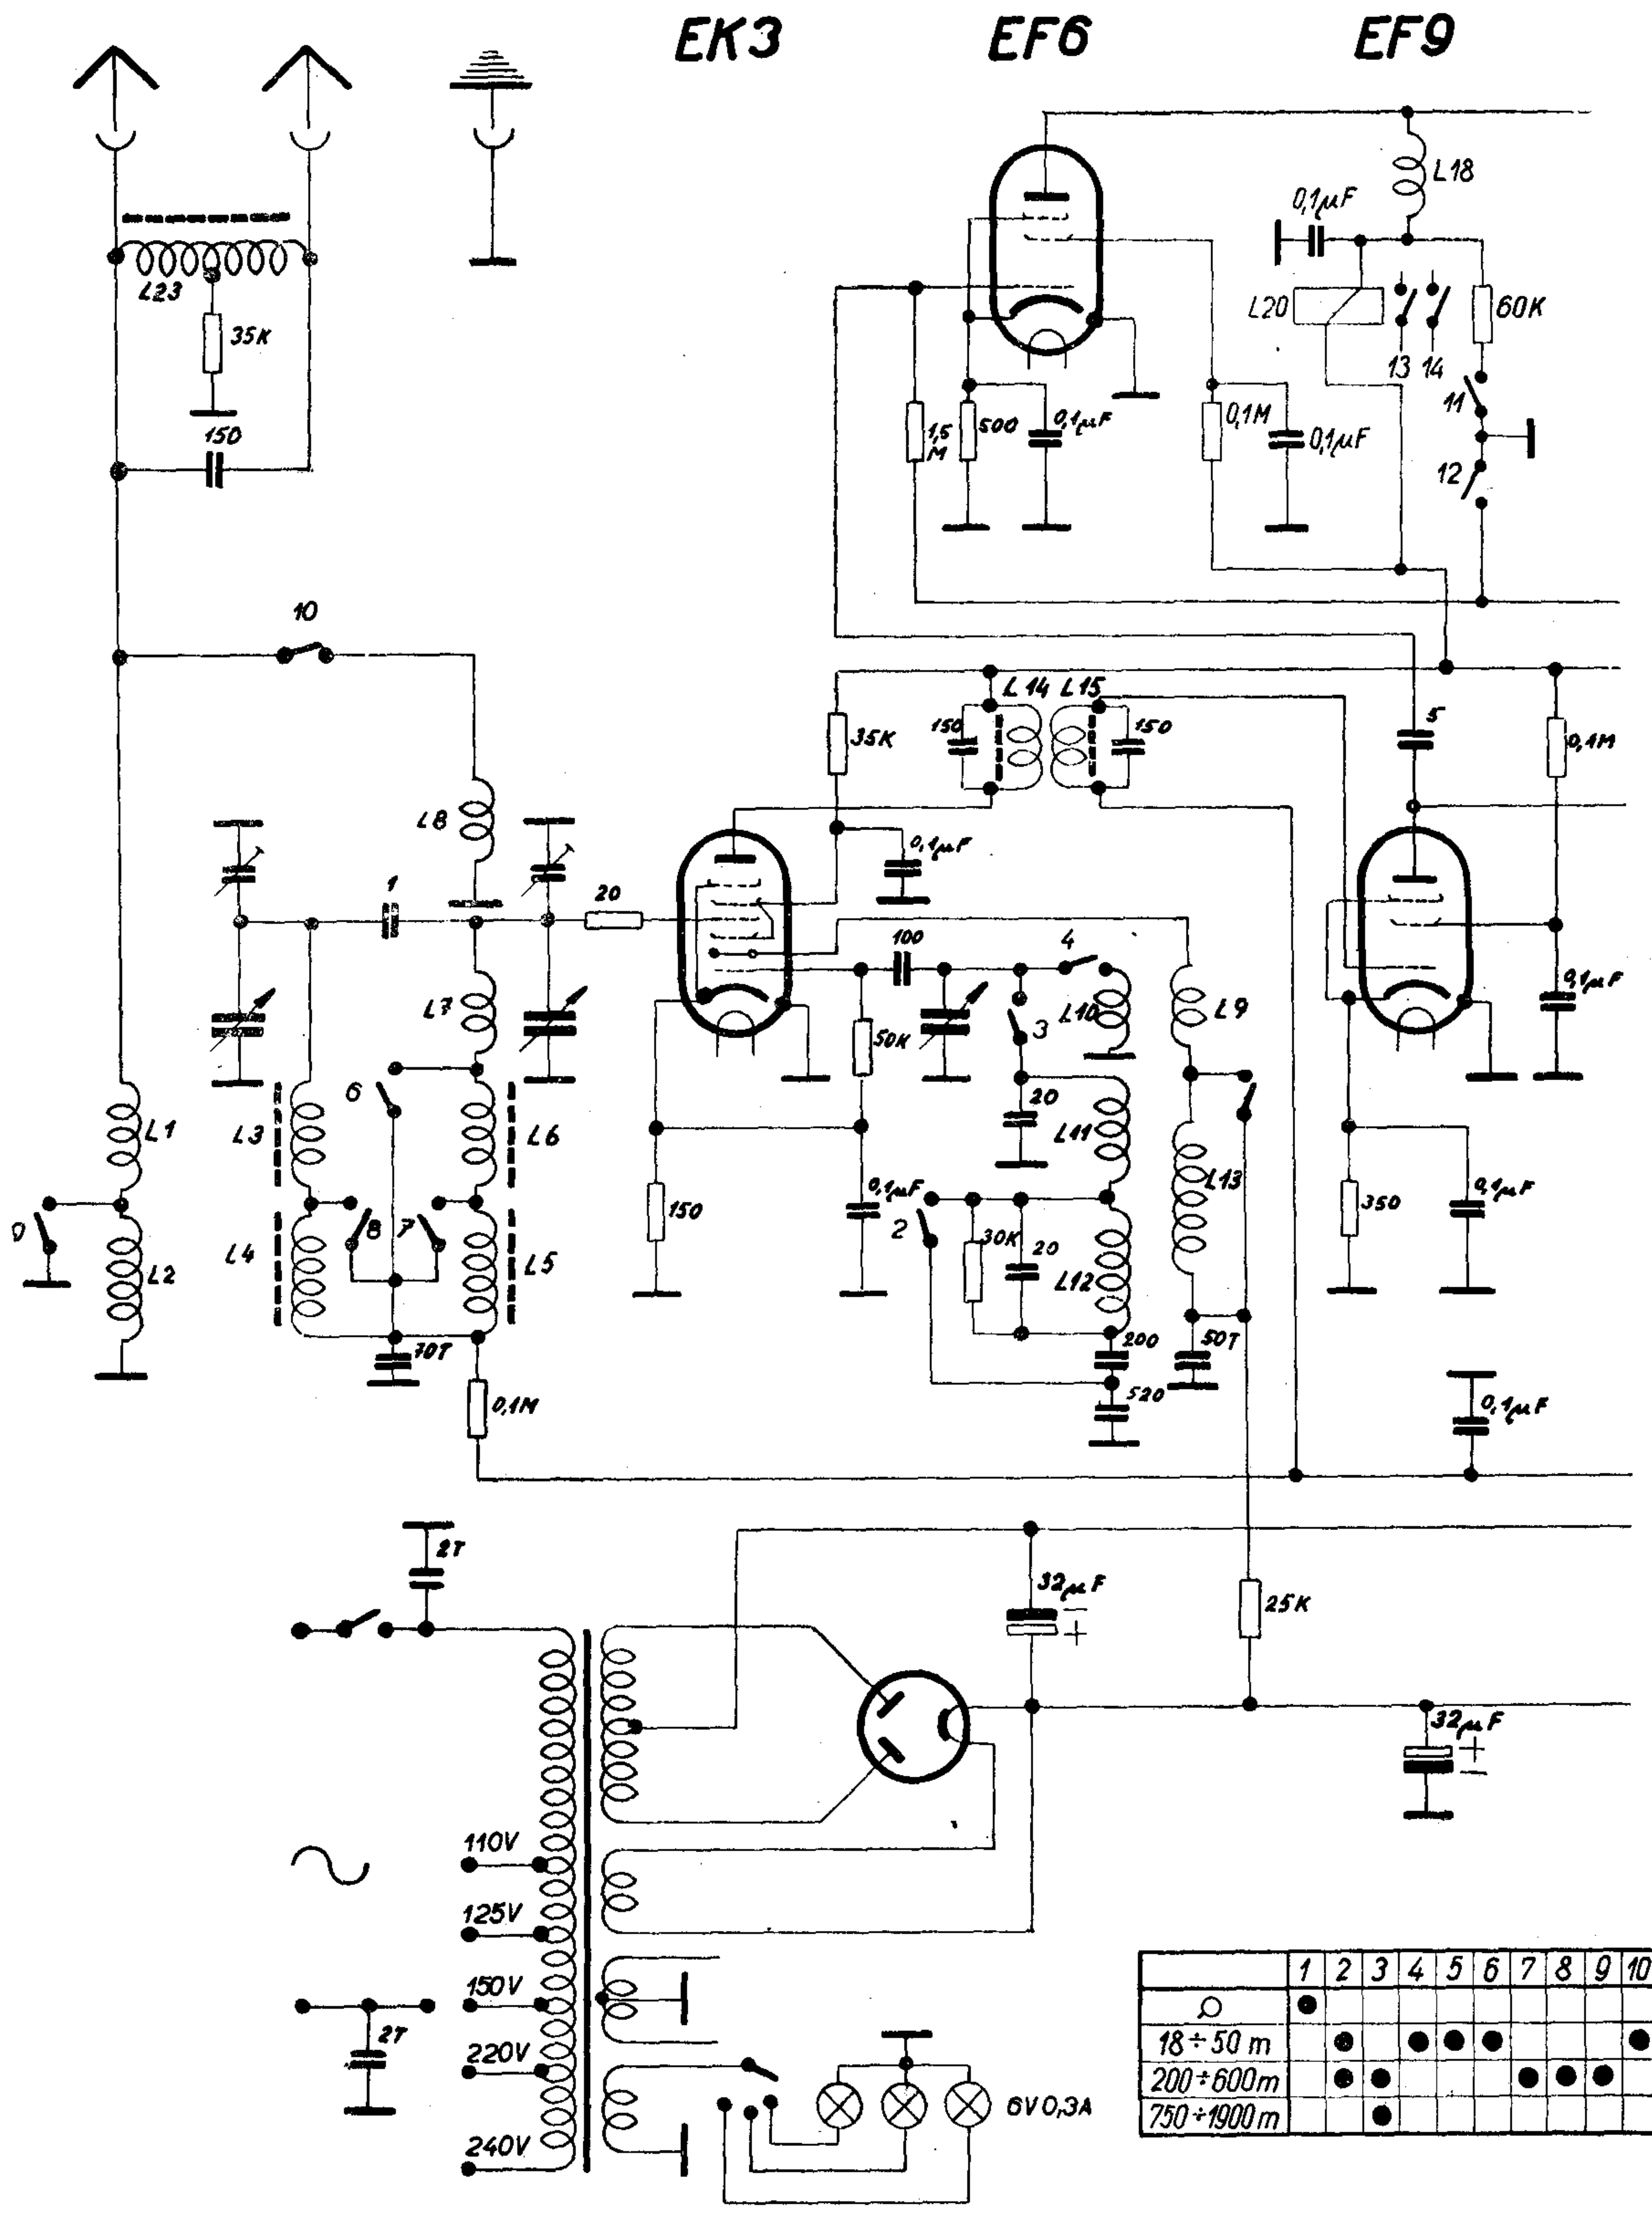 EK3 EF6 EF9
L18
0,1µF
L23
35K
L20
60K
13 14
150
11
1,5
M
500
0,1µF
0,1M
0,1µF
12
10
L14 L15
5
35K
150
150
0,1M
L8
0,1µF
1
20
100
4
L7
L10
L9
0,1µF
50K
3
6
20
L1
L3
L6
L11
L13
9
8
7
150
0,1µF
2
30K
20
350
0,1µF
L2
L4
L5
L12
70T
200
50T
0,1M
520
0,1µF
2T
32µF
+
25K
32µF
+
110V
125V
150V
2T
220V
6V 0,3A
240V
1 2 3 4 5 6 7 8 9 10
18÷50 m
200÷600m
750÷1900m